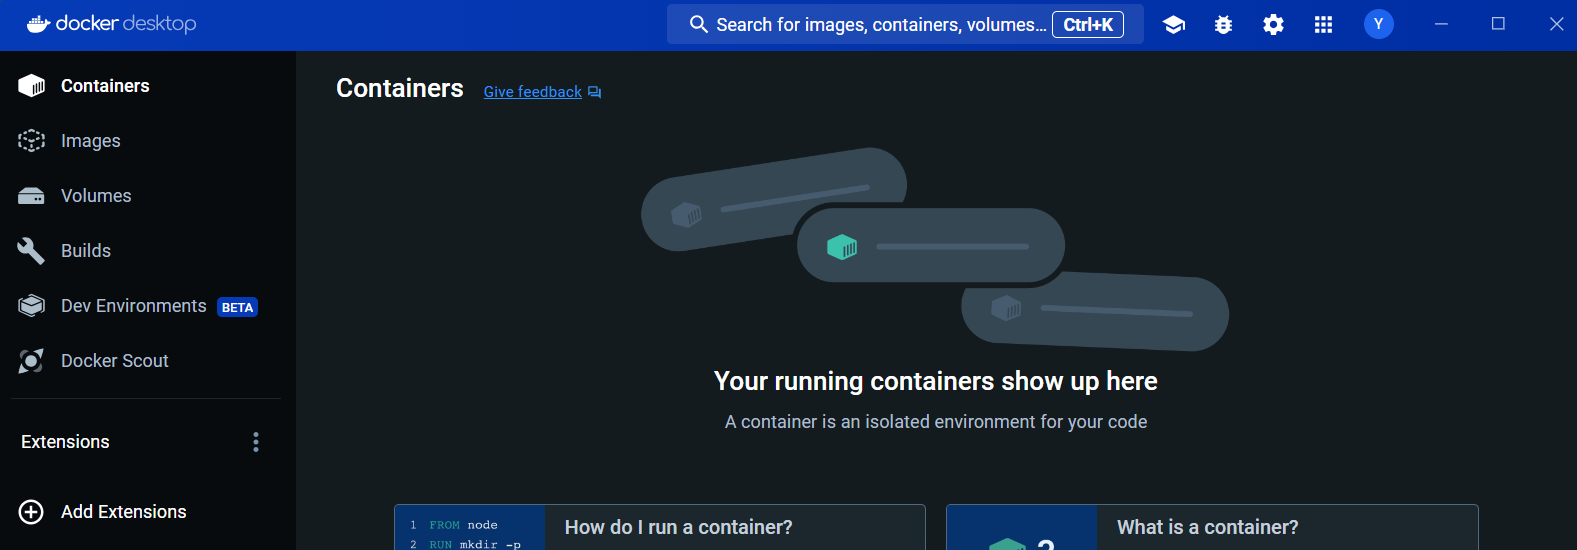 docker desktop
Search for images, containers, volumes... Ctrl+K
Y
Containers
Images
Volumes
Builds
Dev Environments BETA
Docker Scout
Extensions
Add Extensions
Containers Give feedback
Your running containers show up here
A container is an isolated environment for your code
1 FROM node
2 RUN mkdir -p
How do I run a container?
?
What is a container?